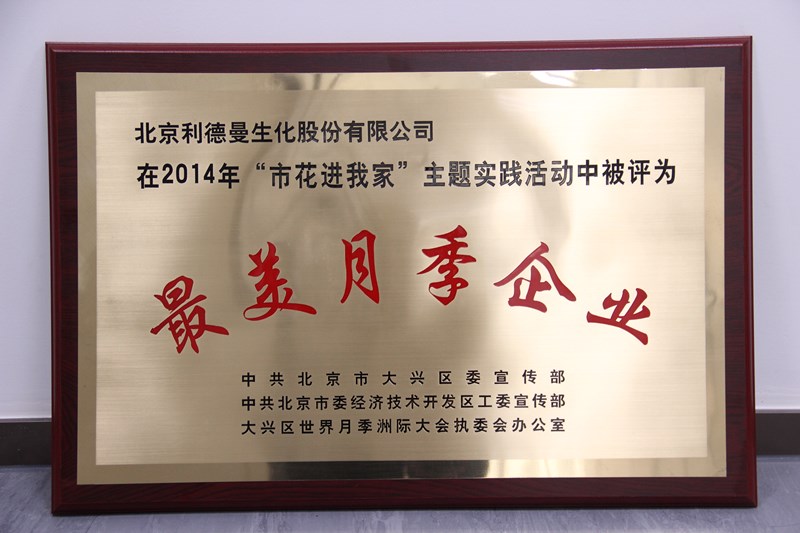 北京利德曼生化股份有限公司
在2014年“市花进我家”主题实践活动中被评为
最美月季企业
中共北京市大兴区委宣传部
中共北京市委经济技术开发区工委宣传部
大兴区世界月季洲际大会执委会办公室